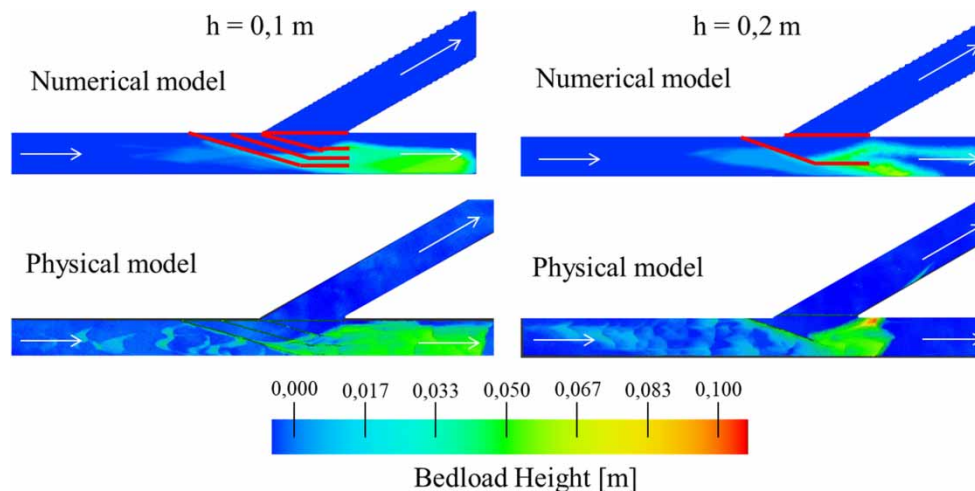 h = 0,1 m
h = 0,2 m
Numerical model
Numerical model
Physical model
Physical model
0,000 0,017 0,033 0,050 0,067 0,083 0,100
Bedload Height [m]